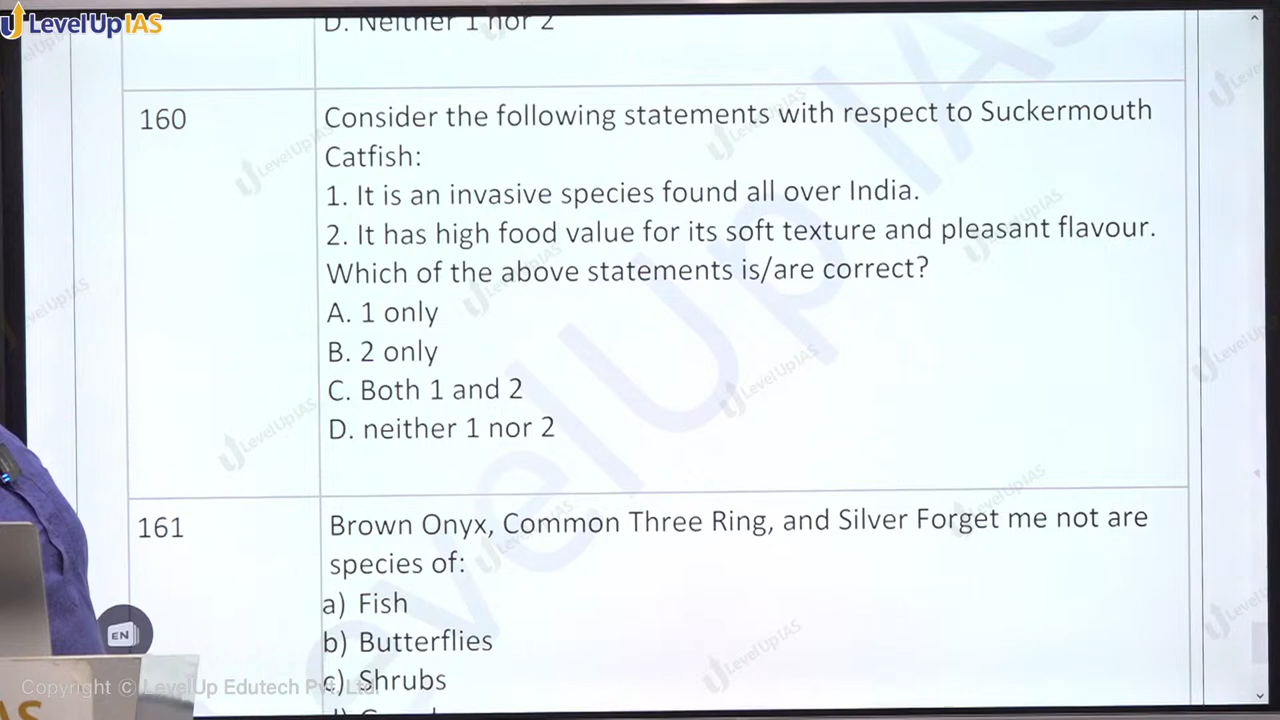 LevelUp IAS
D. Neither 1 nor 2
160
Consider the following statements with respect to Suckermouth
Catfish:
1. It is an invasive species found all over India.
2. It has high food value for its soft texture and pleasant flavour.
Which of the above statements is/are correct?
A. 1 only
B. 2 only
C. Both 1 and 2
D. neither 1 nor 2
161
Brown Onyx, Common Three Ring, and Silver Forget me not are
species of:
a) Fish
b) Butterflies
c) Shrubs
EN
Copyright © LevelUp Edutech Pvt. Ltd.
AS